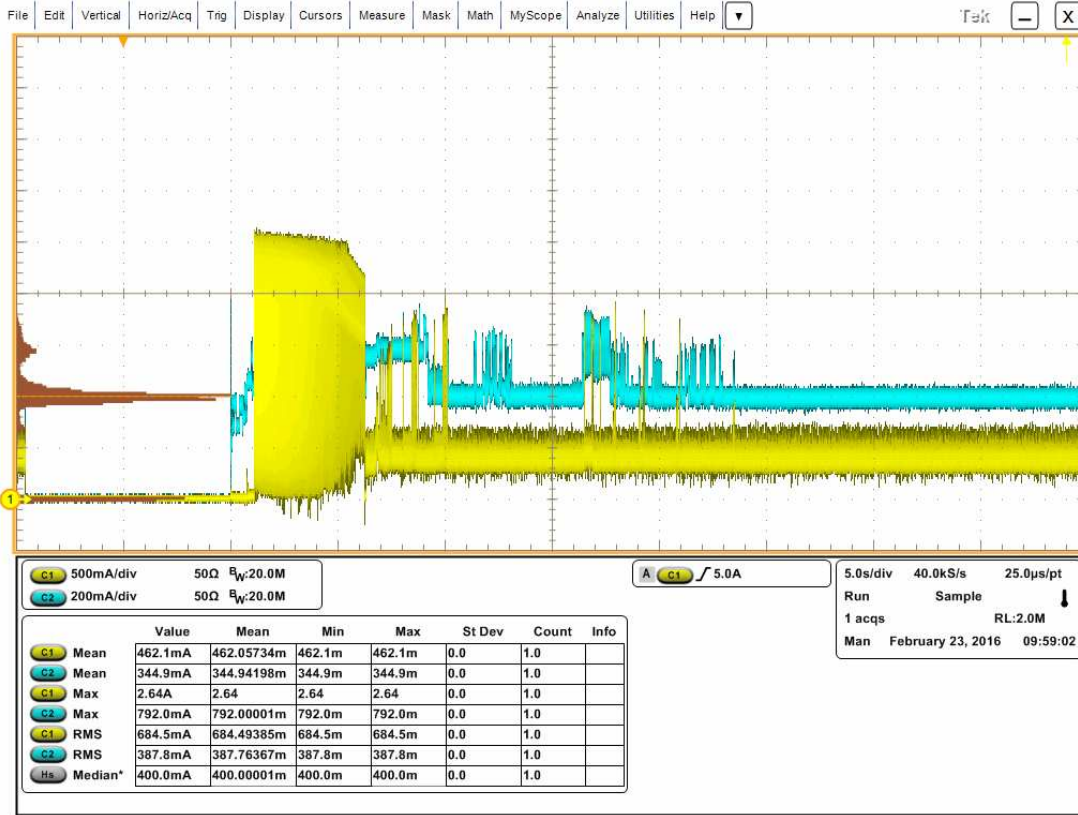 File Edit Vertical Horiz/Acq Trig Display Cursors Measure Mask Math MyScope Analyze Utilities Help Tek X
1
C1 500mA/div 50Ω BW:20.0M
C2 200mA/div 50Ω BW:20.0M
A C1 5.0A
5.0s/div 40.0kS/s 25.0µs/pt
Run Sample
1 acqs RL:2.0M
Man February 23, 2016 09:59:02
Value Mean Min Max St Dev Count Info
C1 Mean 462.1mA 462.05734m 462.1m 462.1m 0.0 1.0
C2 Mean 344.9mA 344.94198m 344.9m 344.9m 0.0 1.0
C1 Max 2.64A 2.64 2.64 2.64 0.0 1.0
C2 Max 792.0mA 792.00001m 792.0m 792.0m 0.0 1.0
C1 RMS 684.5mA 684.49385m 684.5m 684.5m 0.0 1.0
C2 RMS 387.8mA 387.76367m 387.8m 387.8m 0.0 1.0
Hs Median* 400.0mA 400.00001m 400.0m 400.0m 0.0 1.0